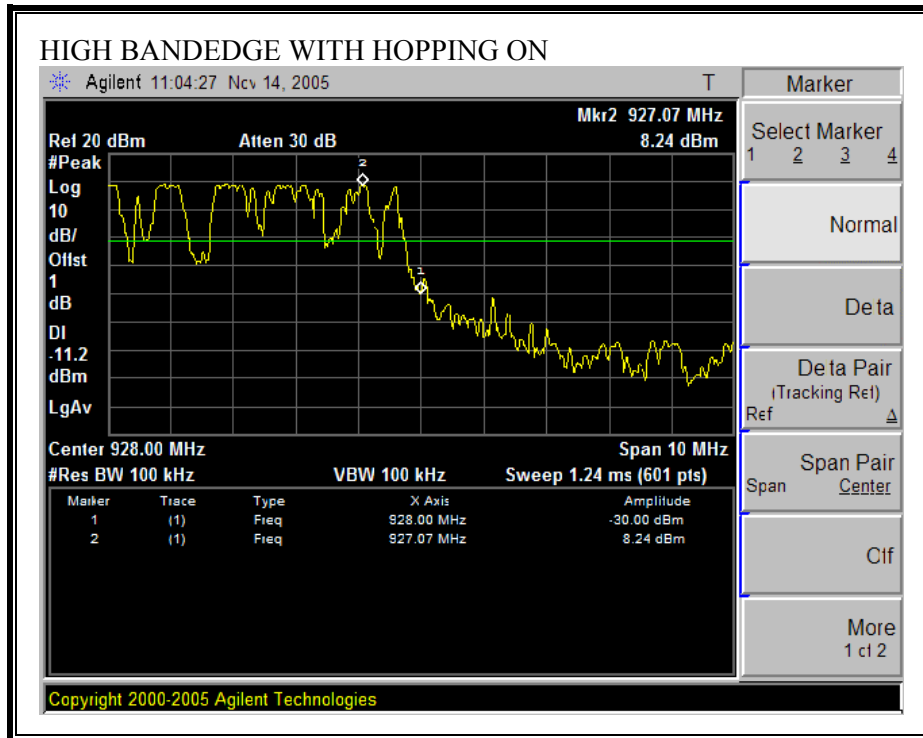 HIGH BANDEDGE WITH HOPPING ON
Agilent 11:04:27 Nov 14, 2005 T
Marker
Mkr2 927.07 MHz
Ref 20 dBm Atten 30 dB 8.24 dBm
#Peak
Log
10
dB/
Offst
1
dB
DI
-11.2
dBm
LgAv
2
1
Center 928.00 MHz Span 10 MHz
#Res BW 100 kHz VBW 100 kHz Sweep 1.24 ms (601 pts)
Marker Trace Type X Axis Amplitude
1 (1) Freq 928.00 MHz -30.00 dBm
2 (1) Freq 927.07 MHz 8.24 dBm
Select Marker
1 2 3 4
Normal
De ta
De ta Pair
(Tracking Ref)
Ref Δ
Span Pair
Span Center
Off
More
1 of 2
Copyright 2000-2005 Agilent Technologies